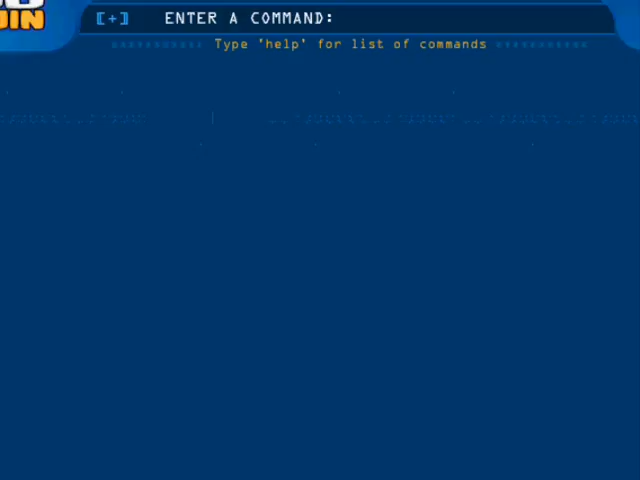 [+] ENTER A COMMAND:
Type 'help' for list of commands